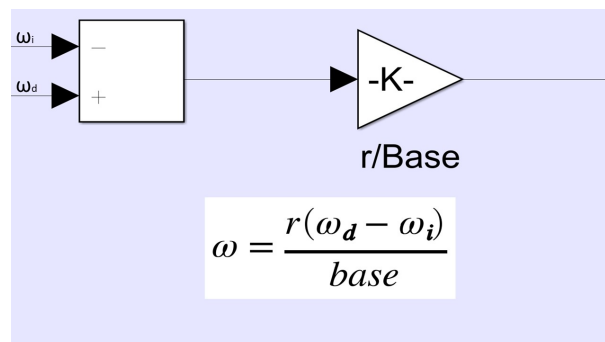 ωᵢ
−
ω_d
+
-K-
r/Base
ω = r(ω_d − ωᵢ) / base